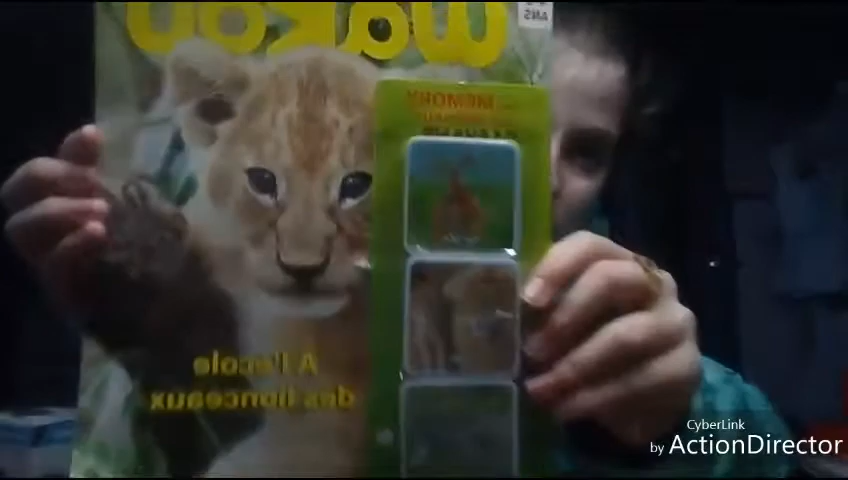 wakou
ANS
MEMORY
A l'école
des lionceaux
CyberLink
by ActionDirector